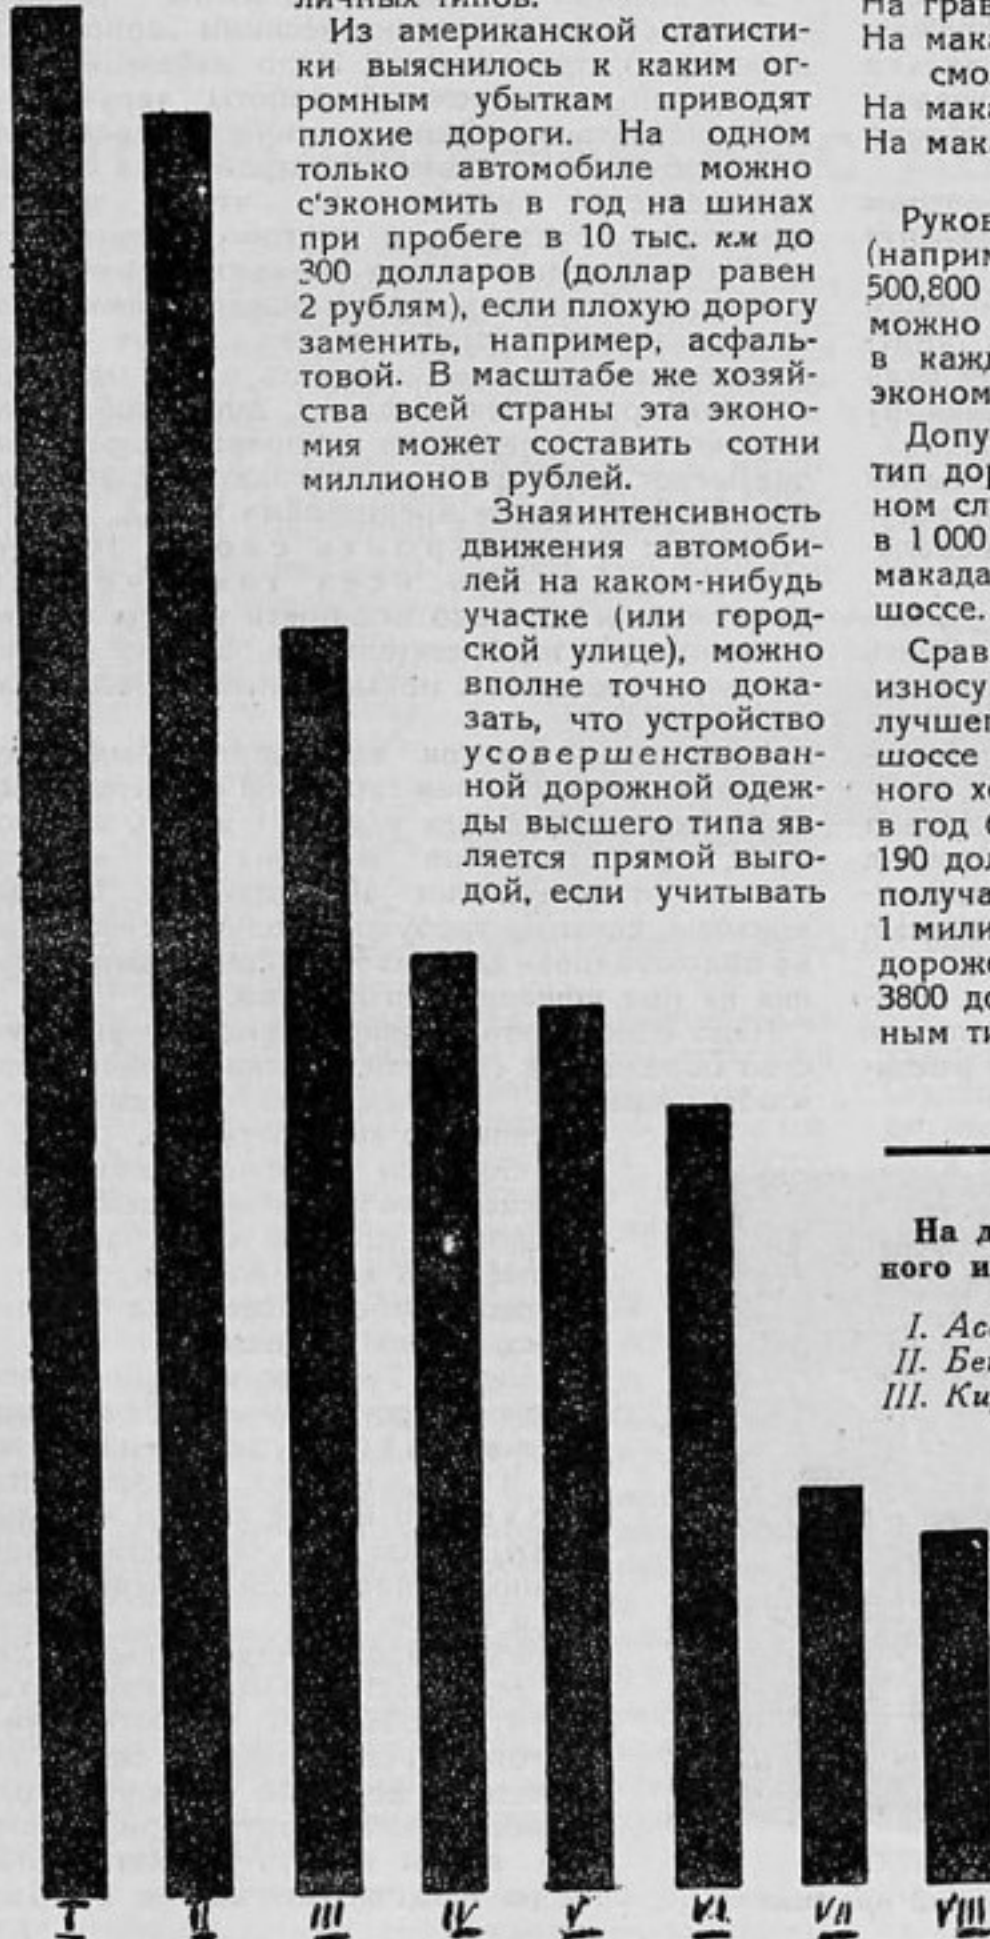 личных типов.
Из американской статисти-
ки выяснилось к каким ог-
ромным убыткам приводят
плохие дороги. На одном
только автомобиле можно
с'экономить в год на шинах
при пробеге в 10 тыс. км до
300 долларов (доллар равен
2 рублям), если плохую дорогу
заменить, например, асфаль-
товой. В масштабе же хозяй-
ства всей страны эта эконо-
мия может составить сотни
миллионов рублей.
Зная интенсивность
движения автомоби-
лей на каком-нибудь
участке (или город-
ской улице), можно
вполне точно дока-
зать, что устройство
усовершенствован-
ной дорожной одеж-
ды высшего типа яв-
ляется прямой выго-
дой, если учитывать
На грав
На мака
смо
На мака
На мак
Руков
(наприм
500,800
можно
в кажд
эконом
Допу
тип дор
ном сл
в 1 000
макада
шоссе.
Срав
износу
лучшег
шоссе
ного хо
в год
190 дол
получа
1 мили
дороже
3800 до
ным ти
На д
кого и
I. Ас
II. Бе
III. Ки
I II III IV V VI VII VIII